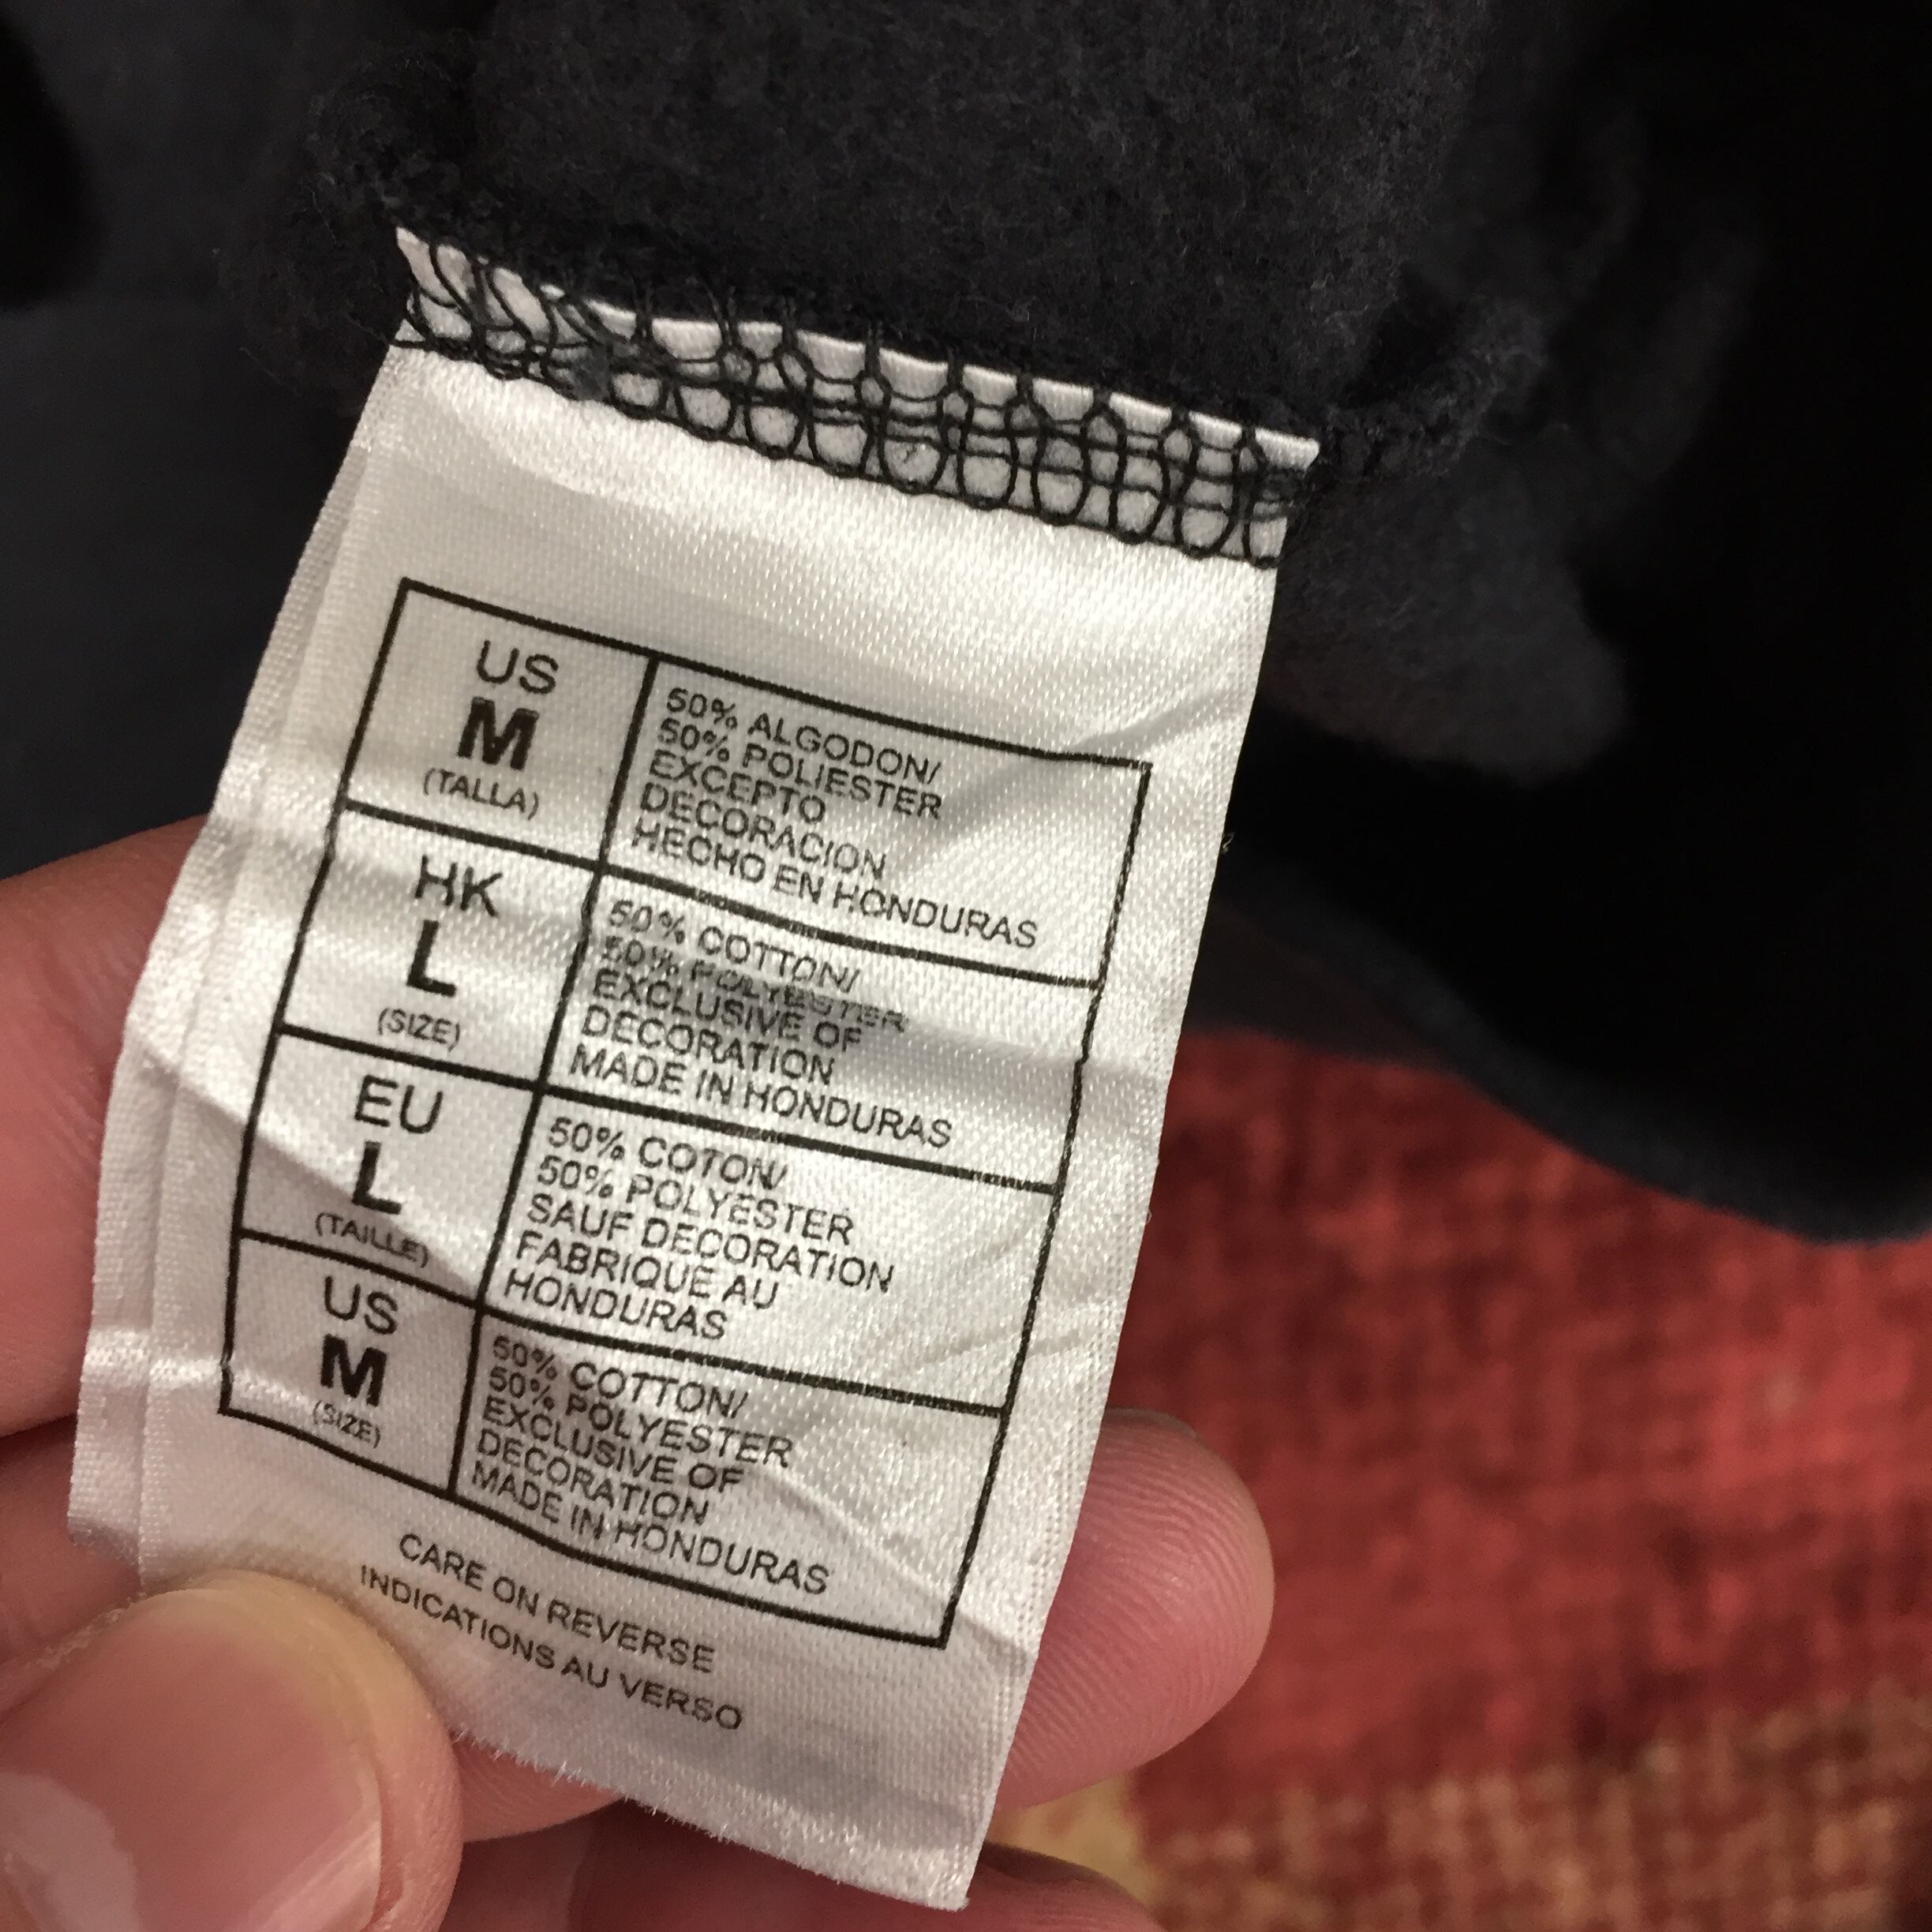 US
M
(TALLA)
50% ALGODON/
50% POLIESTER
EXCEPTO
DECORACION
HECHO EN HONDURAS
HK
L
(SIZE)
50% COTTON/
50% POLYESTER
EXCLUSIVE OF
DECORATION
MADE IN HONDURAS
EU
L
(TAILLE)
50% COTON/
50% POLYESTER
SAUF DECORATION
FABRIQUE AU
HONDURAS
US
M
(SIZE)
50% COTTON/
50% POLYESTER
EXCLUSIVE OF
DECORATION
MADE IN HONDURAS
CARE ON REVERSE
INDICATIONS AU VERSO